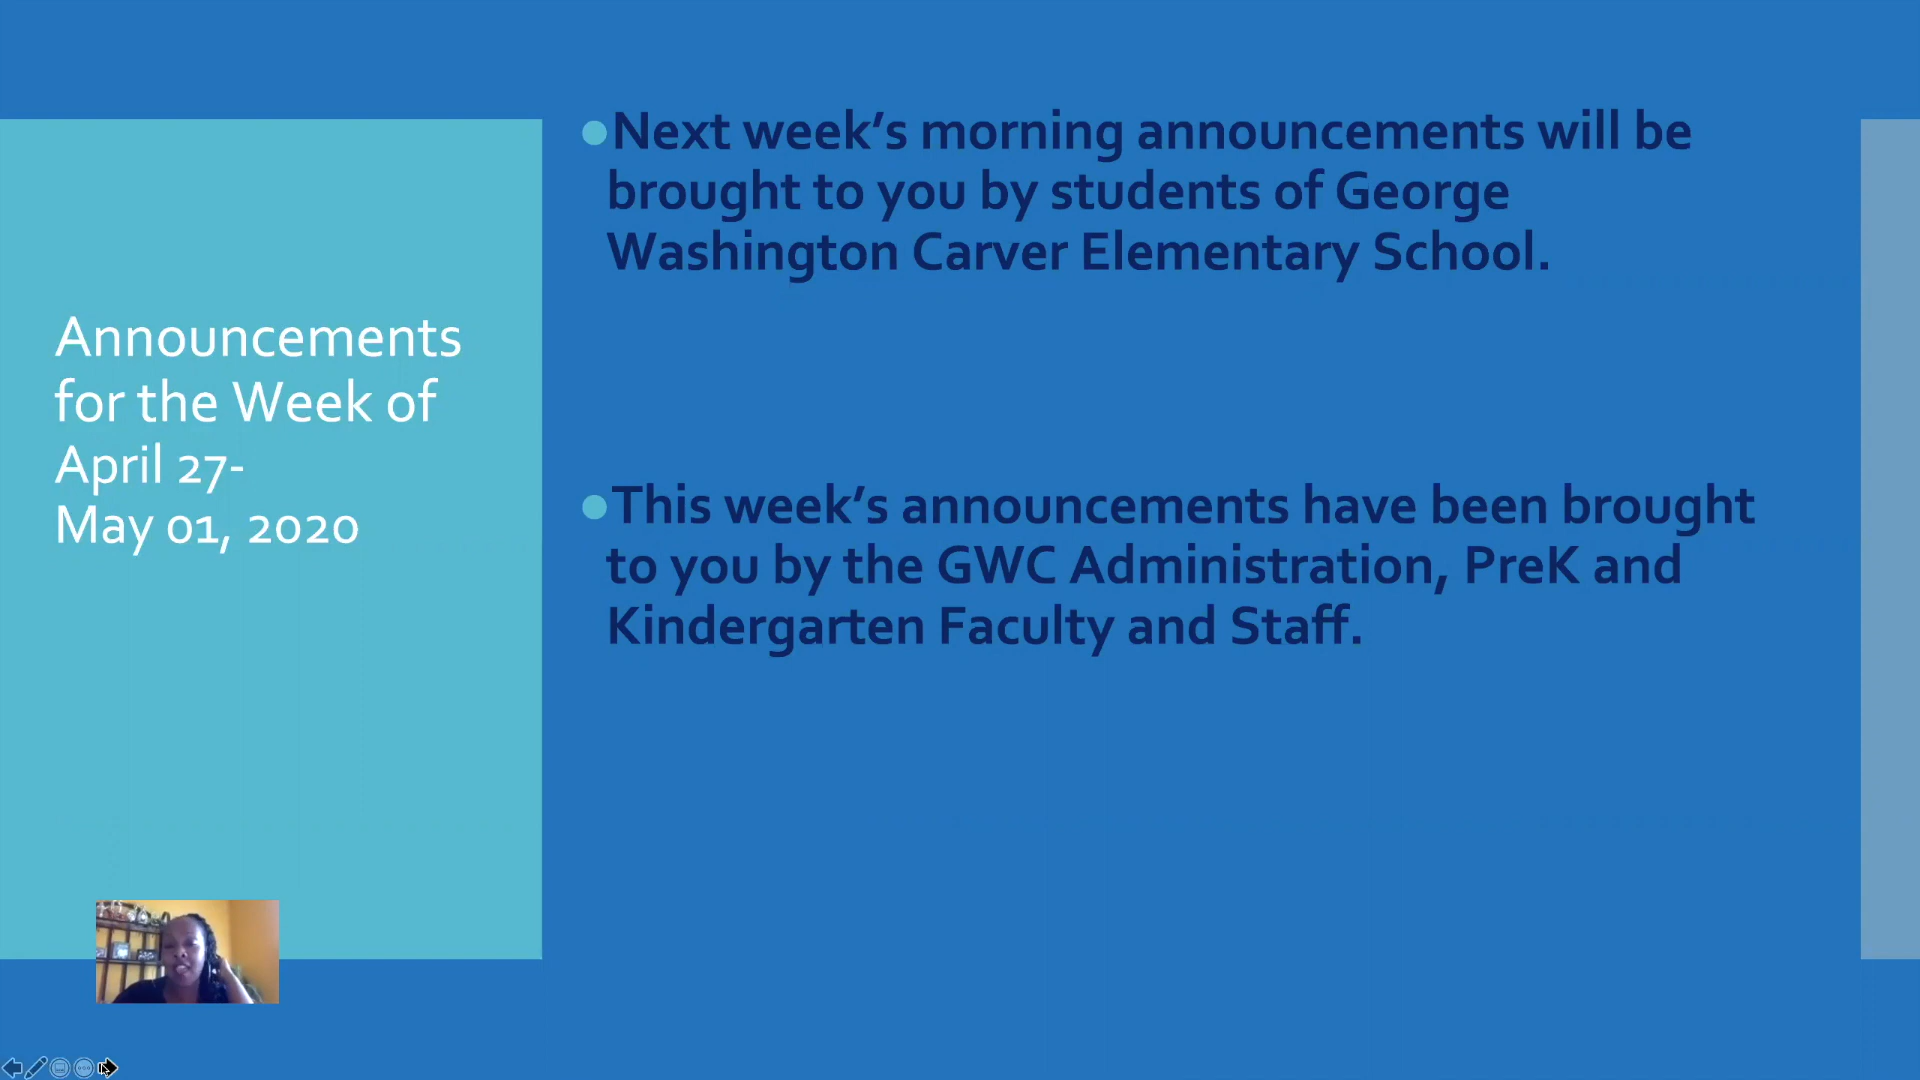 Announcements
for the Week of
April 27-
May 01, 2020
Next week’s morning announcements will be
brought to you by students of George
Washington Carver Elementary School.
This week’s announcements have been brought
to you by the GWC Administration, PreK and
Kindergarten Faculty and Staff.